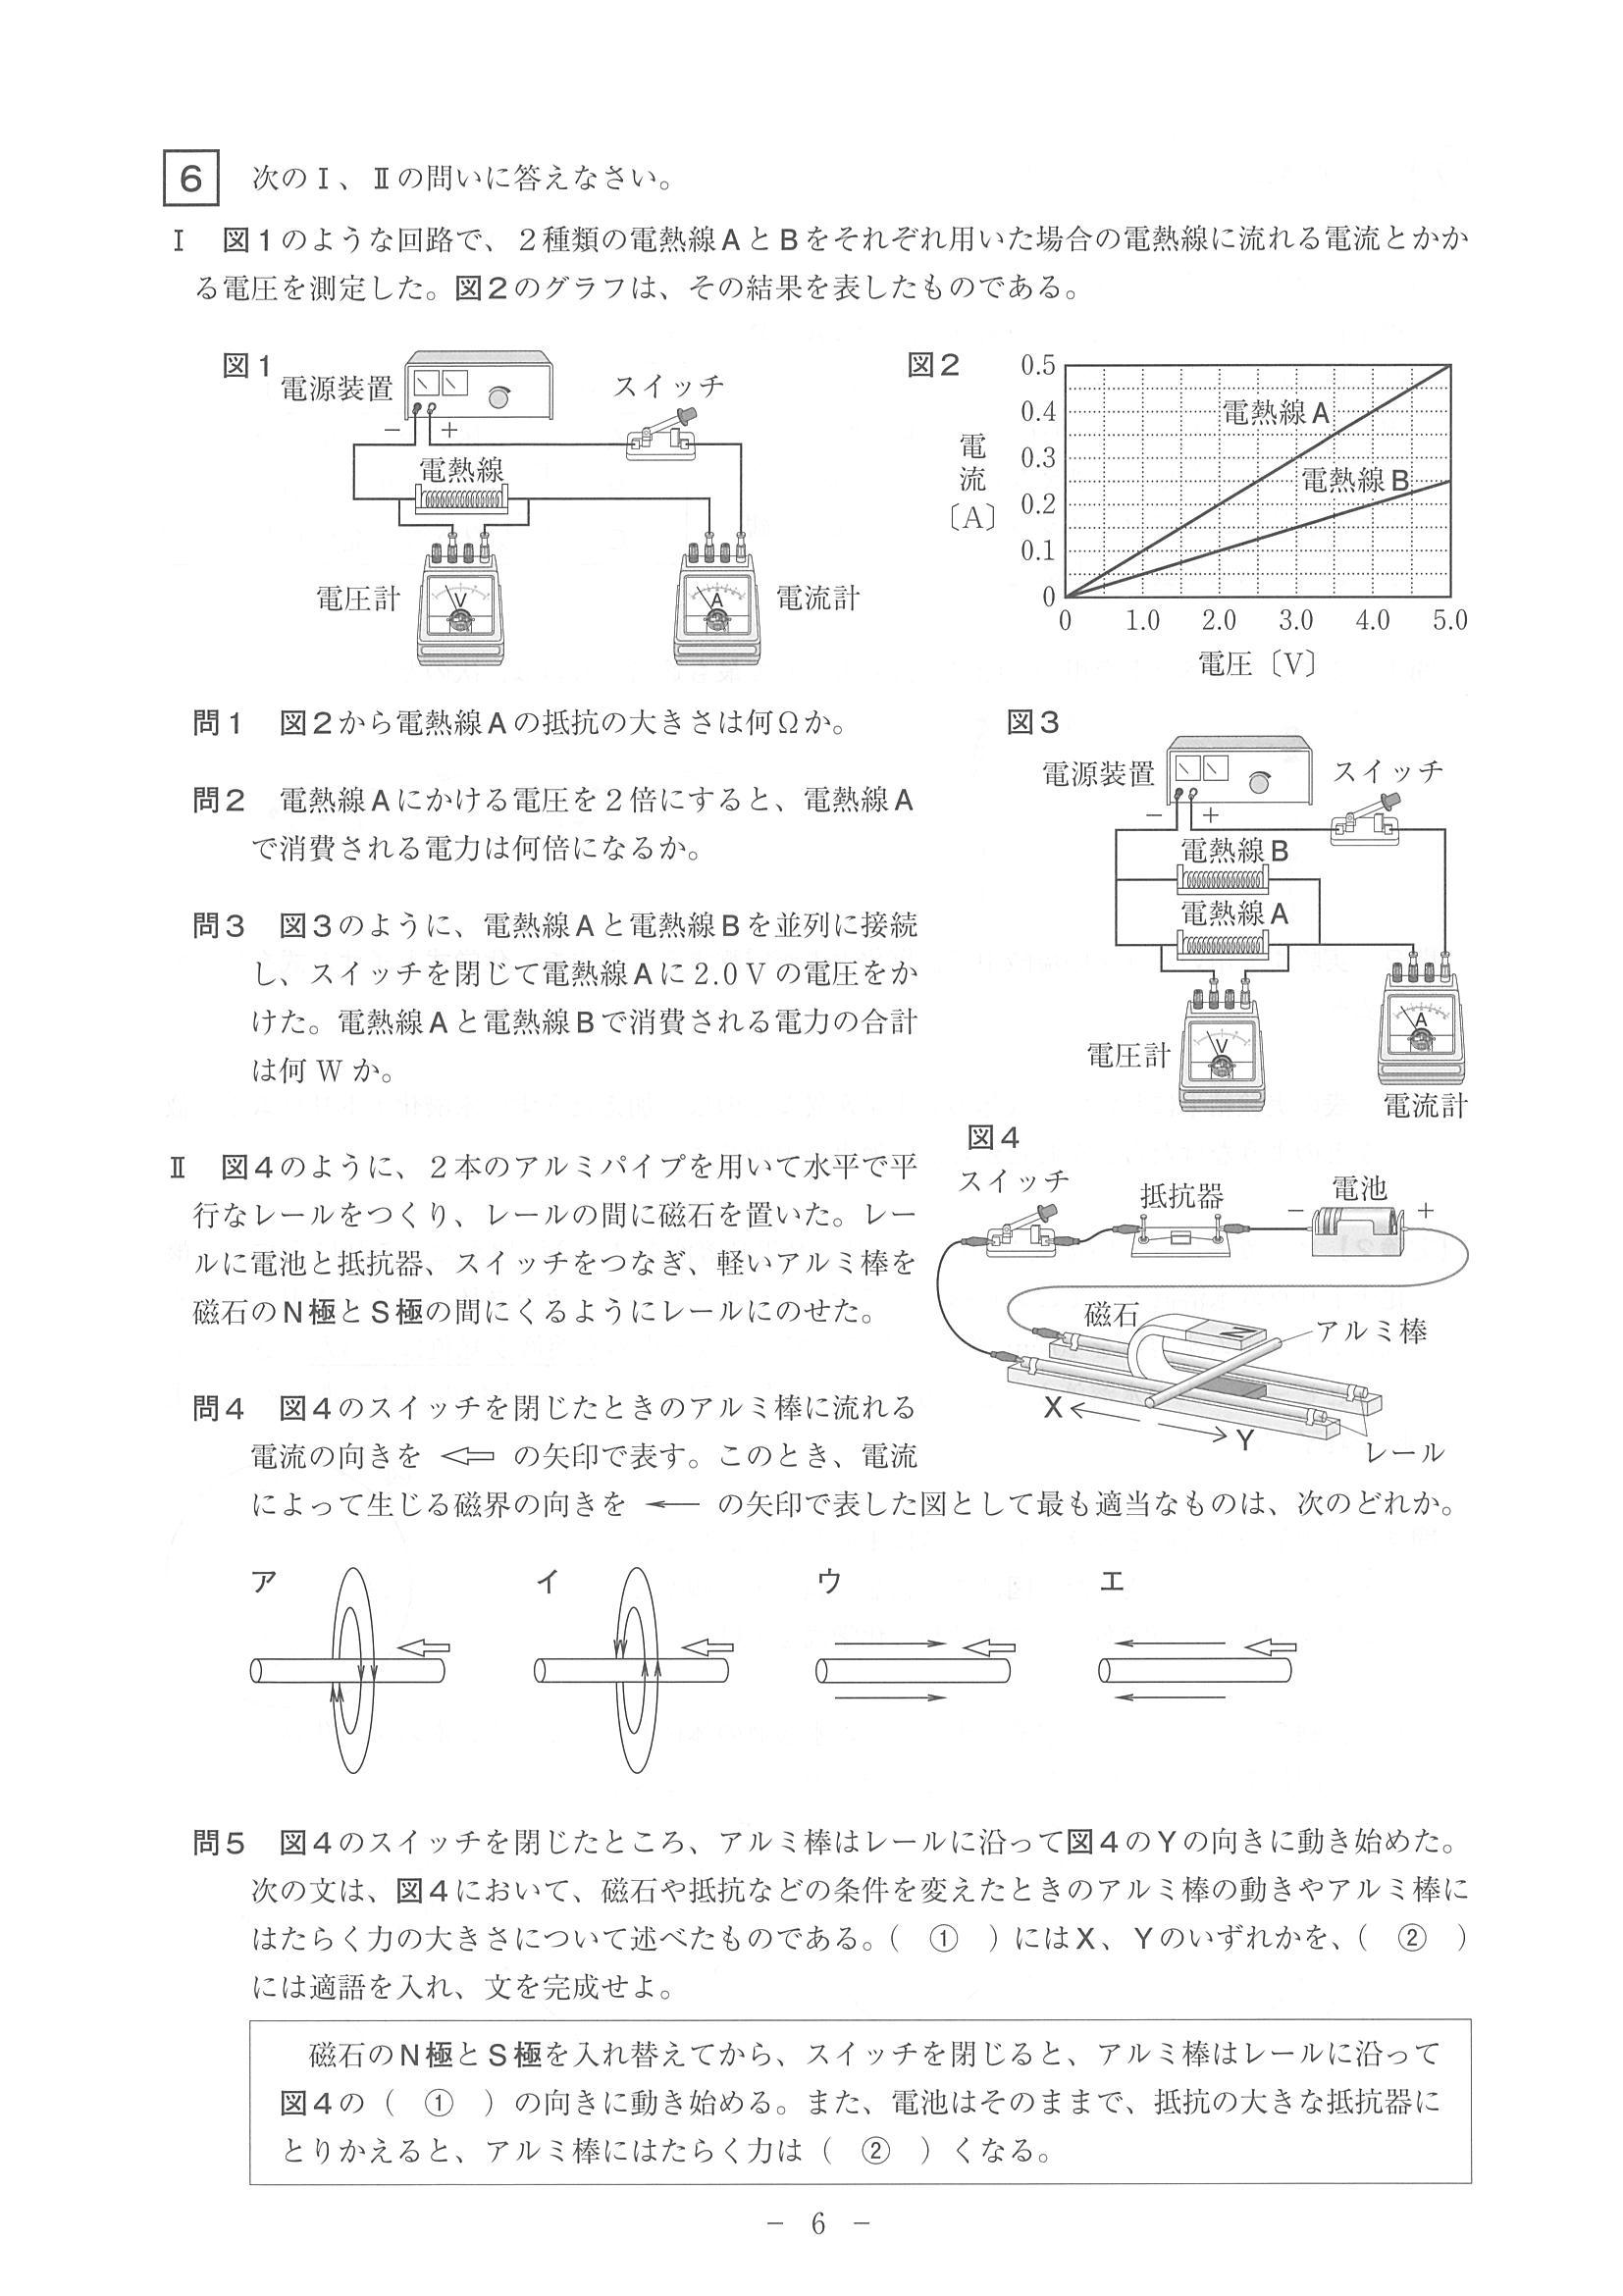 6 次のⅠ、Ⅱの問いに答えなさい。
Ⅰ 図1のような回路で、2種類の電熱線AとBをそれぞれ用いた場合の電熱線に流れる電流とかか
る電圧を測定した。図2のグラフは、その結果を表したものである。
図1
電源装置
スイッチ
− +
電熱線
電圧計
V
A
電流計
図2
電流〔A〕
0.5
0.4
0.3
0.2
0.1
0
電熱線A
電熱線B
0 1.0 2.0 3.0 4.0 5.0
電圧〔V〕
問1 図2から電熱線Aの抵抗の大きさは何Ωか。
問2 電熱線Aにかける電圧を2倍にすると、電熱線A
で消費される電力は何倍になるか。
問3 図3のように、電熱線Aと電熱線Bを並列に接続
し、スイッチを閉じて電熱線Aに2.0Vの電圧をか
けた。電熱線Aと電熱線Bで消費される電力の合計
は何 W か。
図3
電源装置
スイッチ
− +
電熱線B
電熱線A
電圧計
V
A
電流計
Ⅱ 図4のように、2本のアルミパイプを用いて水平で平
行なレールをつくり、レールの間に磁石を置いた。レー
ルに電池と抵抗器、スイッチをつなぎ、軽いアルミ棒を
磁石のN極とS極の間にくるようにレールにのせた。
図4
スイッチ
抵抗器
電池
− +
磁石
N
アルミ棒
X
Y
レール
問4 図4のスイッチを閉じたときのアルミ棒に流れる
電流の向きを ⇦ の矢印で表す。このとき、電流
によって生じる磁界の向きを ← の矢印で表した図として最も適当なものは、次のどれか。
ア イ ウ エ
問5 図4のスイッチを閉じたところ、アルミ棒はレールに沿って図4のYの向きに動き始めた。
次の文は、図4において、磁石や抵抗などの条件を変えたときのアルミ棒の動きやアルミ棒に
はたらく力の大きさについて述べたものである。( ① )にはX、Yのいずれかを、( ② )
には適語を入れ、文を完成せよ。
磁石のN極とS極を入れ替えてから、スイッチを閉じると、アルミ棒はレールに沿って
図4の( ① )の向きに動き始める。また、電池はそのままで、抵抗の大きな抵抗器に
とりかえると、アルミ棒にはたらく力は( ② )くなる。
− 6 −